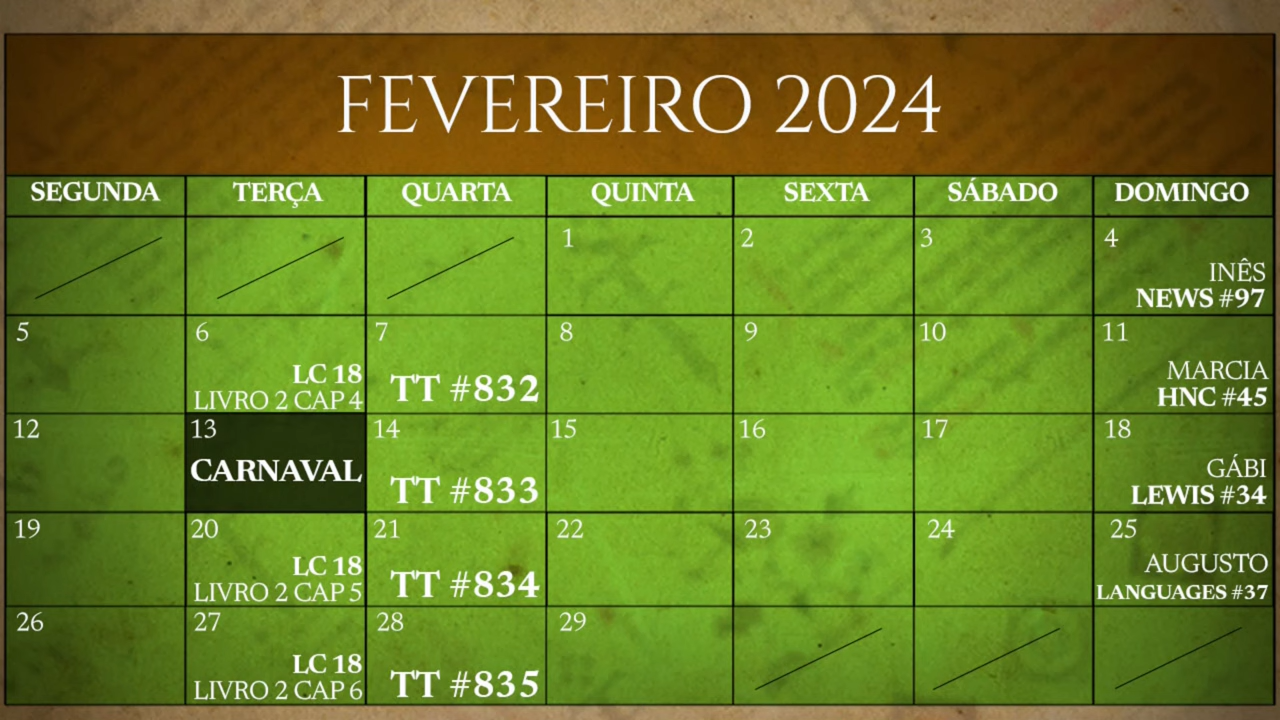 FEVEREIRO 2024
SEGUNDA TERÇA QUARTA QUINTA SEXTA SÁBADO DOMINGO
1 2 3 4
INÊS
NEWS #97
5 6 7 8 9 10 11
LC 18
LIVRO 2 CAP 4
TT #832
MARCIA
HNC #45
12 13 14 15 16 17 18
CARNAVAL
TT #833
GÁBI
LEWIS #34
19 20 21 22 23 24 25
LC 18
LIVRO 2 CAP 5
TT #834
AUGUSTO
LANGUAGES #37
26 27 28 29
LC 18
LIVRO 2 CAP 6
TT #835